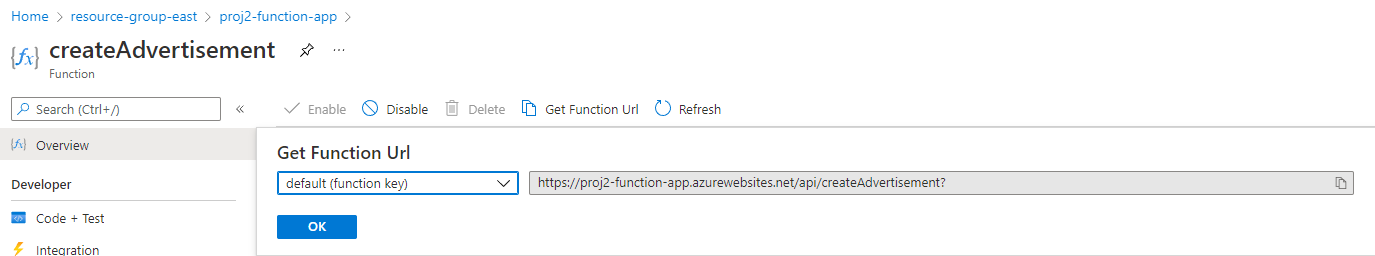 Home > resource-group-east > proj2-function-app >
{fx} createAdvertisement ...
Function
Search (Ctrl+/) «
Enable Disable Delete Get Function Url Refresh
{fx} Overview
Get Function Url
Developer
default (function key) https://proj2-function-app.azurewebsites.net/api/createAdvertisement?
Code + Test
OK
Integration